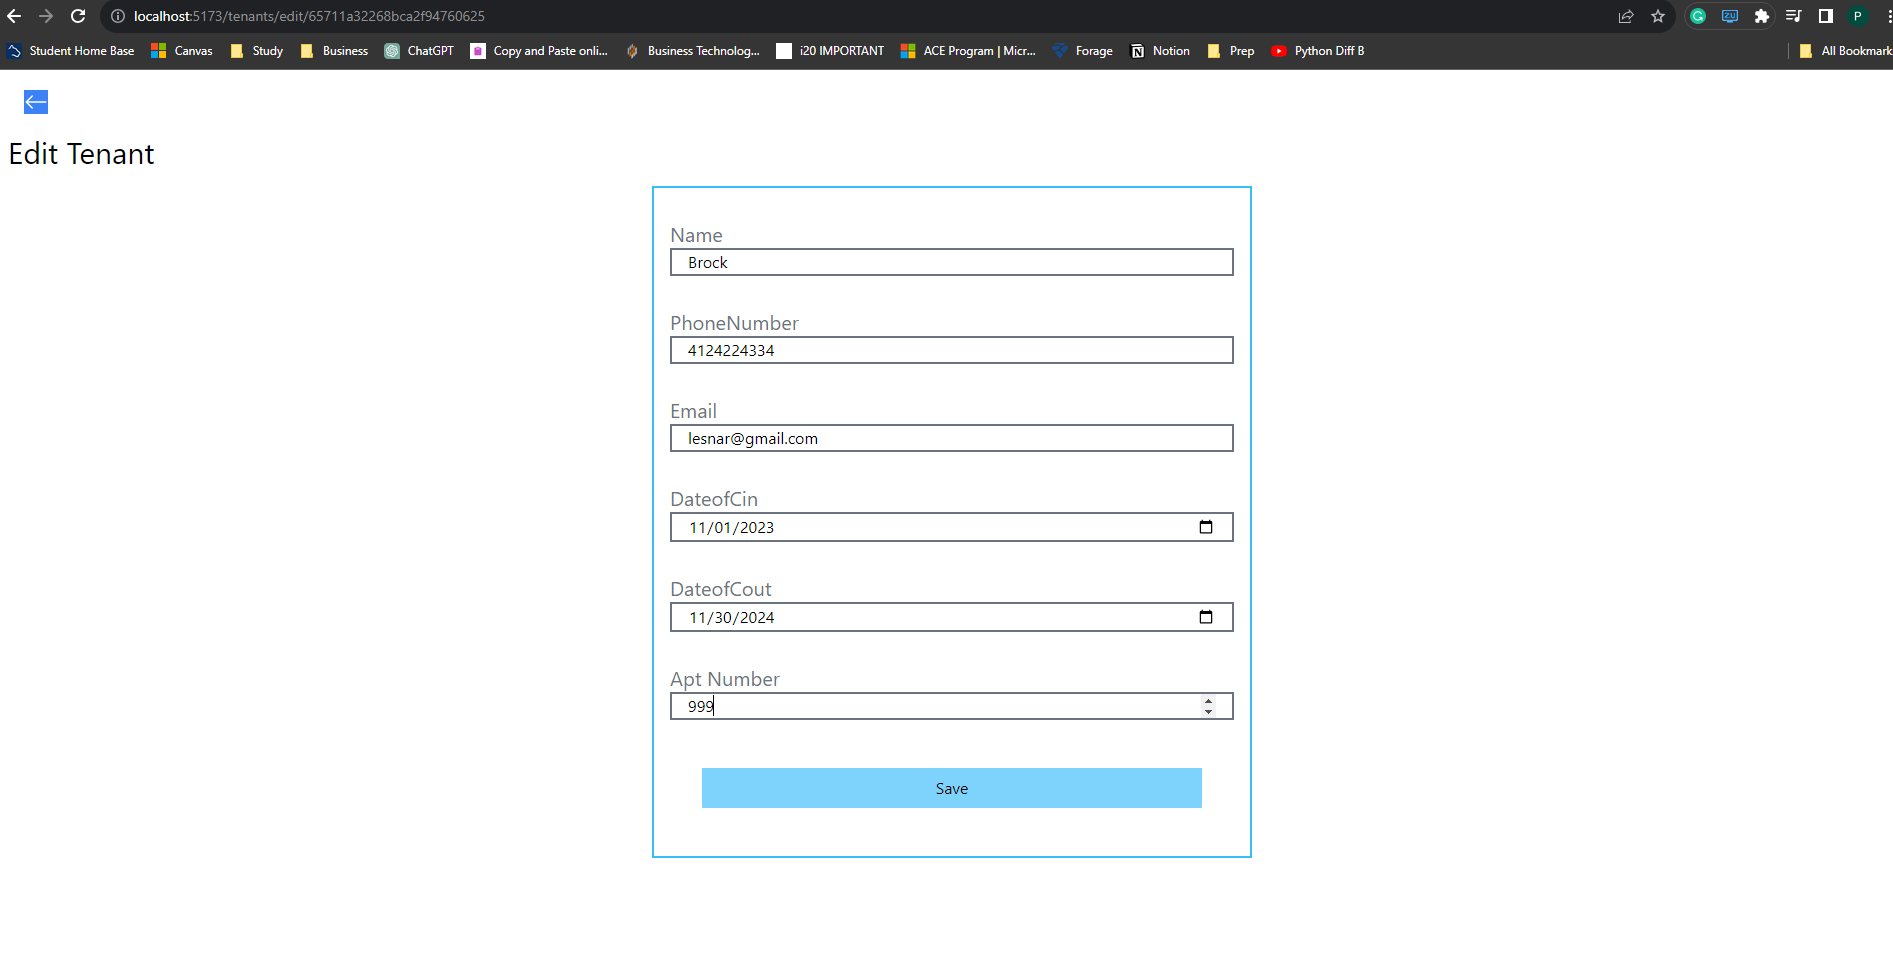 localhost:5173/tenants/edit/65711a32268bca2f94760625
G ZU P
Student Home Base Canvas Study Business ChatGPT Copy and Paste onli... Business Technolog... i20 IMPORTANT ACE Program | Micr... Forage Notion Prep Python Diff B All Bookmark
Edit Tenant
Name
Brock
PhoneNumber
4124224334
Email
lesnar@gmail.com
DateofCin
11/01/2023
DateofCout
11/30/2024
Apt Number
999
Save